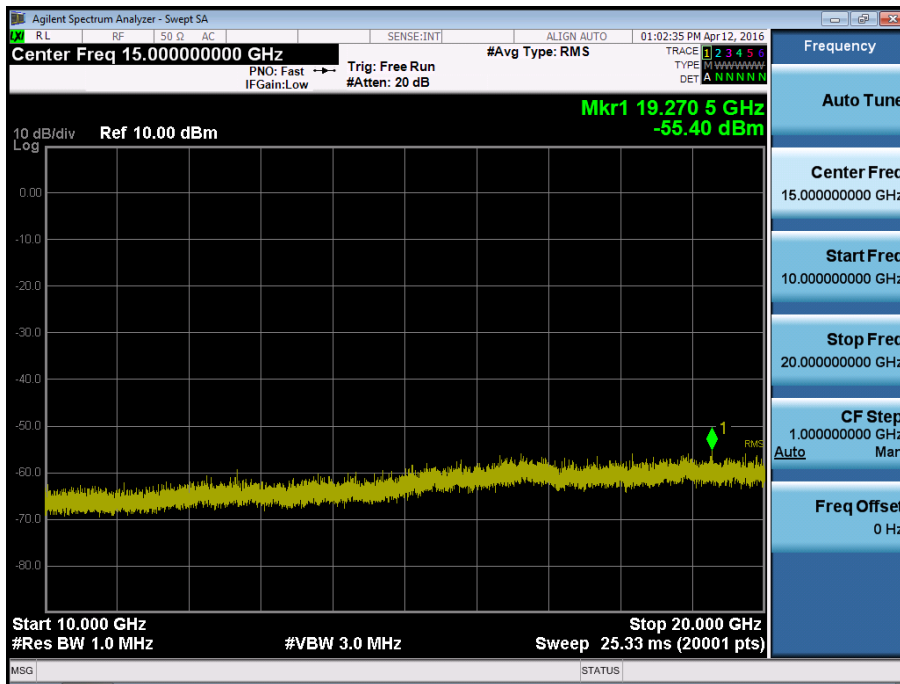 Agilent Spectrum Analyzer - Swept SA
LXI RL RF 50 Ω AC SENSE:INT ALIGN AUTO 01:02:35 PM Apr 12, 2016
Center Freq 15.000000000 GHz
PNO: Fast
IFGain:Low
Trig: Free Run
#Atten: 20 dB
#Avg Type: RMS
TRACE 1 2 3 4 5 6
TYPE M WWWWW
DET A N N N N N
Mkr1 19.270 5 GHz
-55.40 dBm
10 dB/div Ref 10.00 dBm
Log
0.00
-10.0
-20.0
-30.0
-40.0
-50.0
-60.0
-70.0
-80.0
1
RMS
Start 10.000 GHz Stop 20.000 GHz
#Res BW 1.0 MHz #VBW 3.0 MHz Sweep 25.33 ms (20001 pts)
MSG STATUS
Frequency
Auto Tune
Center Freq
15.000000000 GHz
Start Freq
10.000000000 GHz
Stop Freq
20.000000000 GHz
CF Step
1.000000000 GHz
Auto Man
Freq Offset
0 Hz